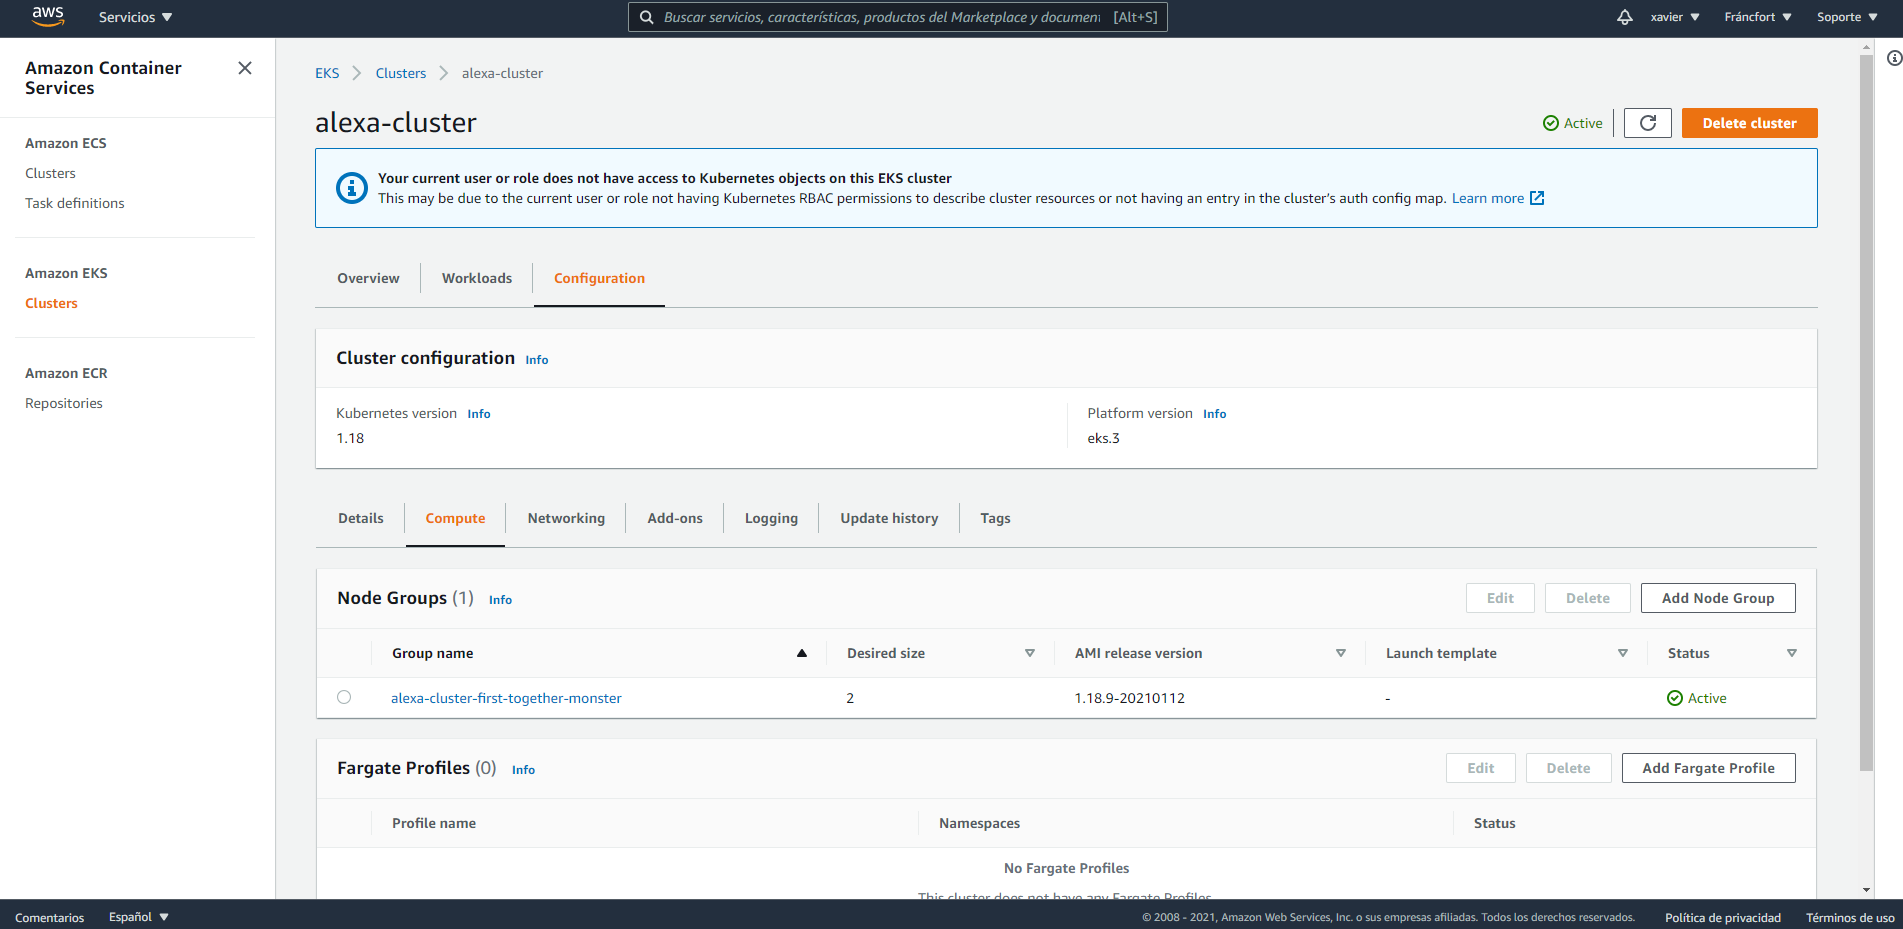 aws
Servicios
Buscar servicios, características, productos del Marketplace y document [Alt+S]
xavier
Fráncfort
Soporte
Amazon Container
Services
Amazon ECS
Clusters
Task definitions
Amazon EKS
Clusters
Amazon ECR
Repositories
EKS
Clusters
alexa-cluster
alexa-cluster
Active
Delete cluster
Your current user or role does not have access to Kubernetes objects on this EKS cluster
This may be due to the current user or role not having Kubernetes RBAC permissions to describe cluster resources or not having an entry in the cluster's auth config map. Learn more
Overview
Workloads
Configuration
Cluster configuration Info
Kubernetes version Info
1.18
Platform version Info
eks.3
Details
Compute
Networking
Add-ons
Logging
Update history
Tags
Node Groups (1) Info
Edit
Delete
Add Node Group
Group name
Desired size
AMI release version
Launch template
Status
alexa-cluster-first-together-monster
2
1.18.9-20210112
-
Active
Fargate Profiles (0) Info
Edit
Delete
Add Fargate Profile
Profile name
Namespaces
Status
No Fargate Profiles
This cluster does not have any Fargate Profiles
Comentarios
Español
© 2008 - 2021, Amazon Web Services, Inc. o sus empresas afiliadas. Todos los derechos reservados.
Política de privacidad
Términos de uso